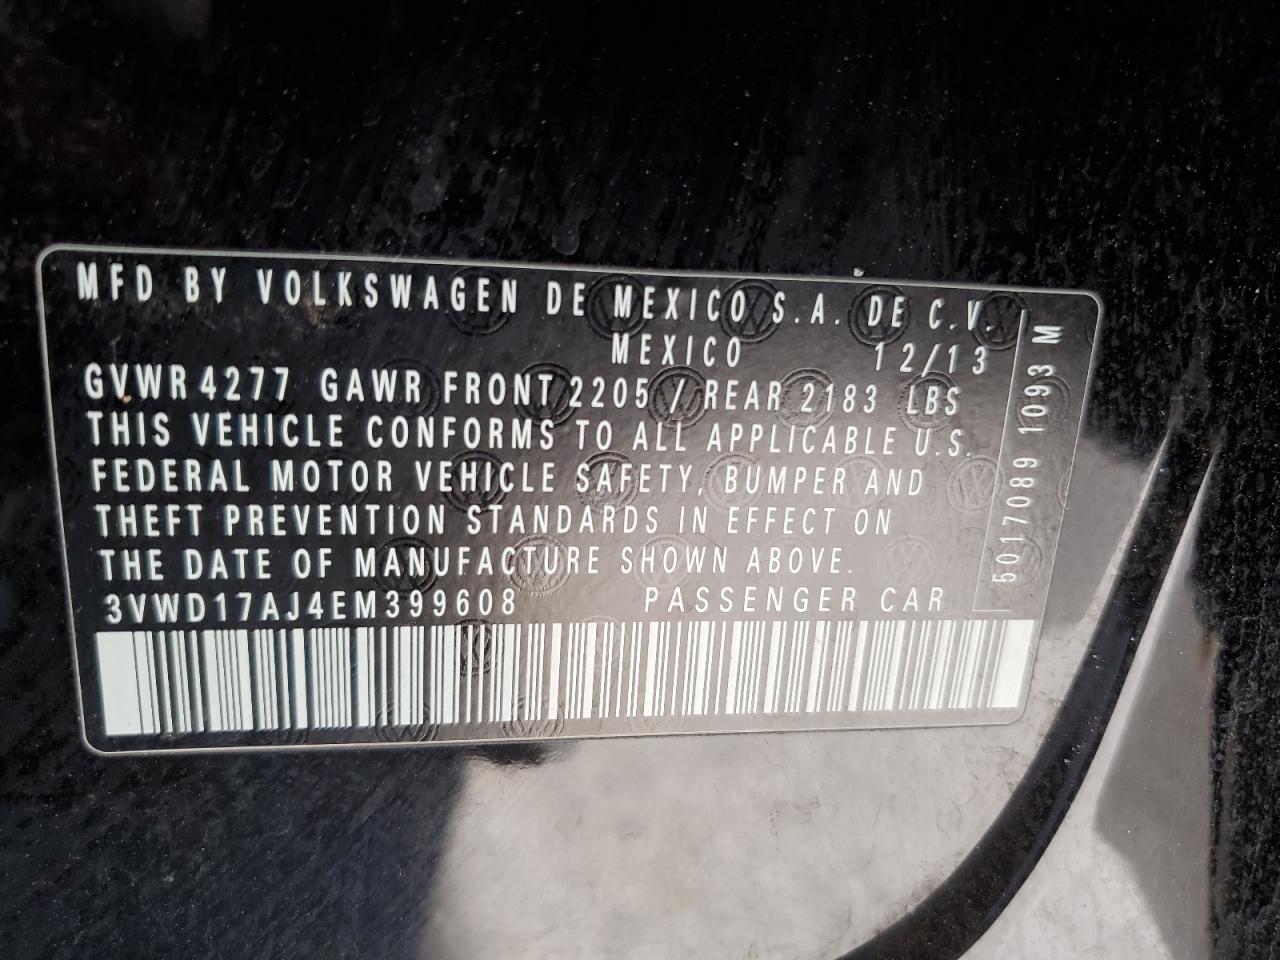 MFD BY VOLKSWAGEN DE MEXICO S.A. DE C.V.
MEXICO 12/13
GVWR 4277 GAWR FRONT 2205 / REAR 2183 LBS
THIS VEHICLE CONFORMS TO ALL APPLICABLE U.S.
FEDERAL MOTOR VEHICLE SAFETY, BUMPER AND
THEFT PREVENTION STANDARDS IN EFFECT ON
THE DATE OF MANUFACTURE SHOWN ABOVE.
3VWD17AJ4EM399608 PASSENGER CAR
5017089 1093 M